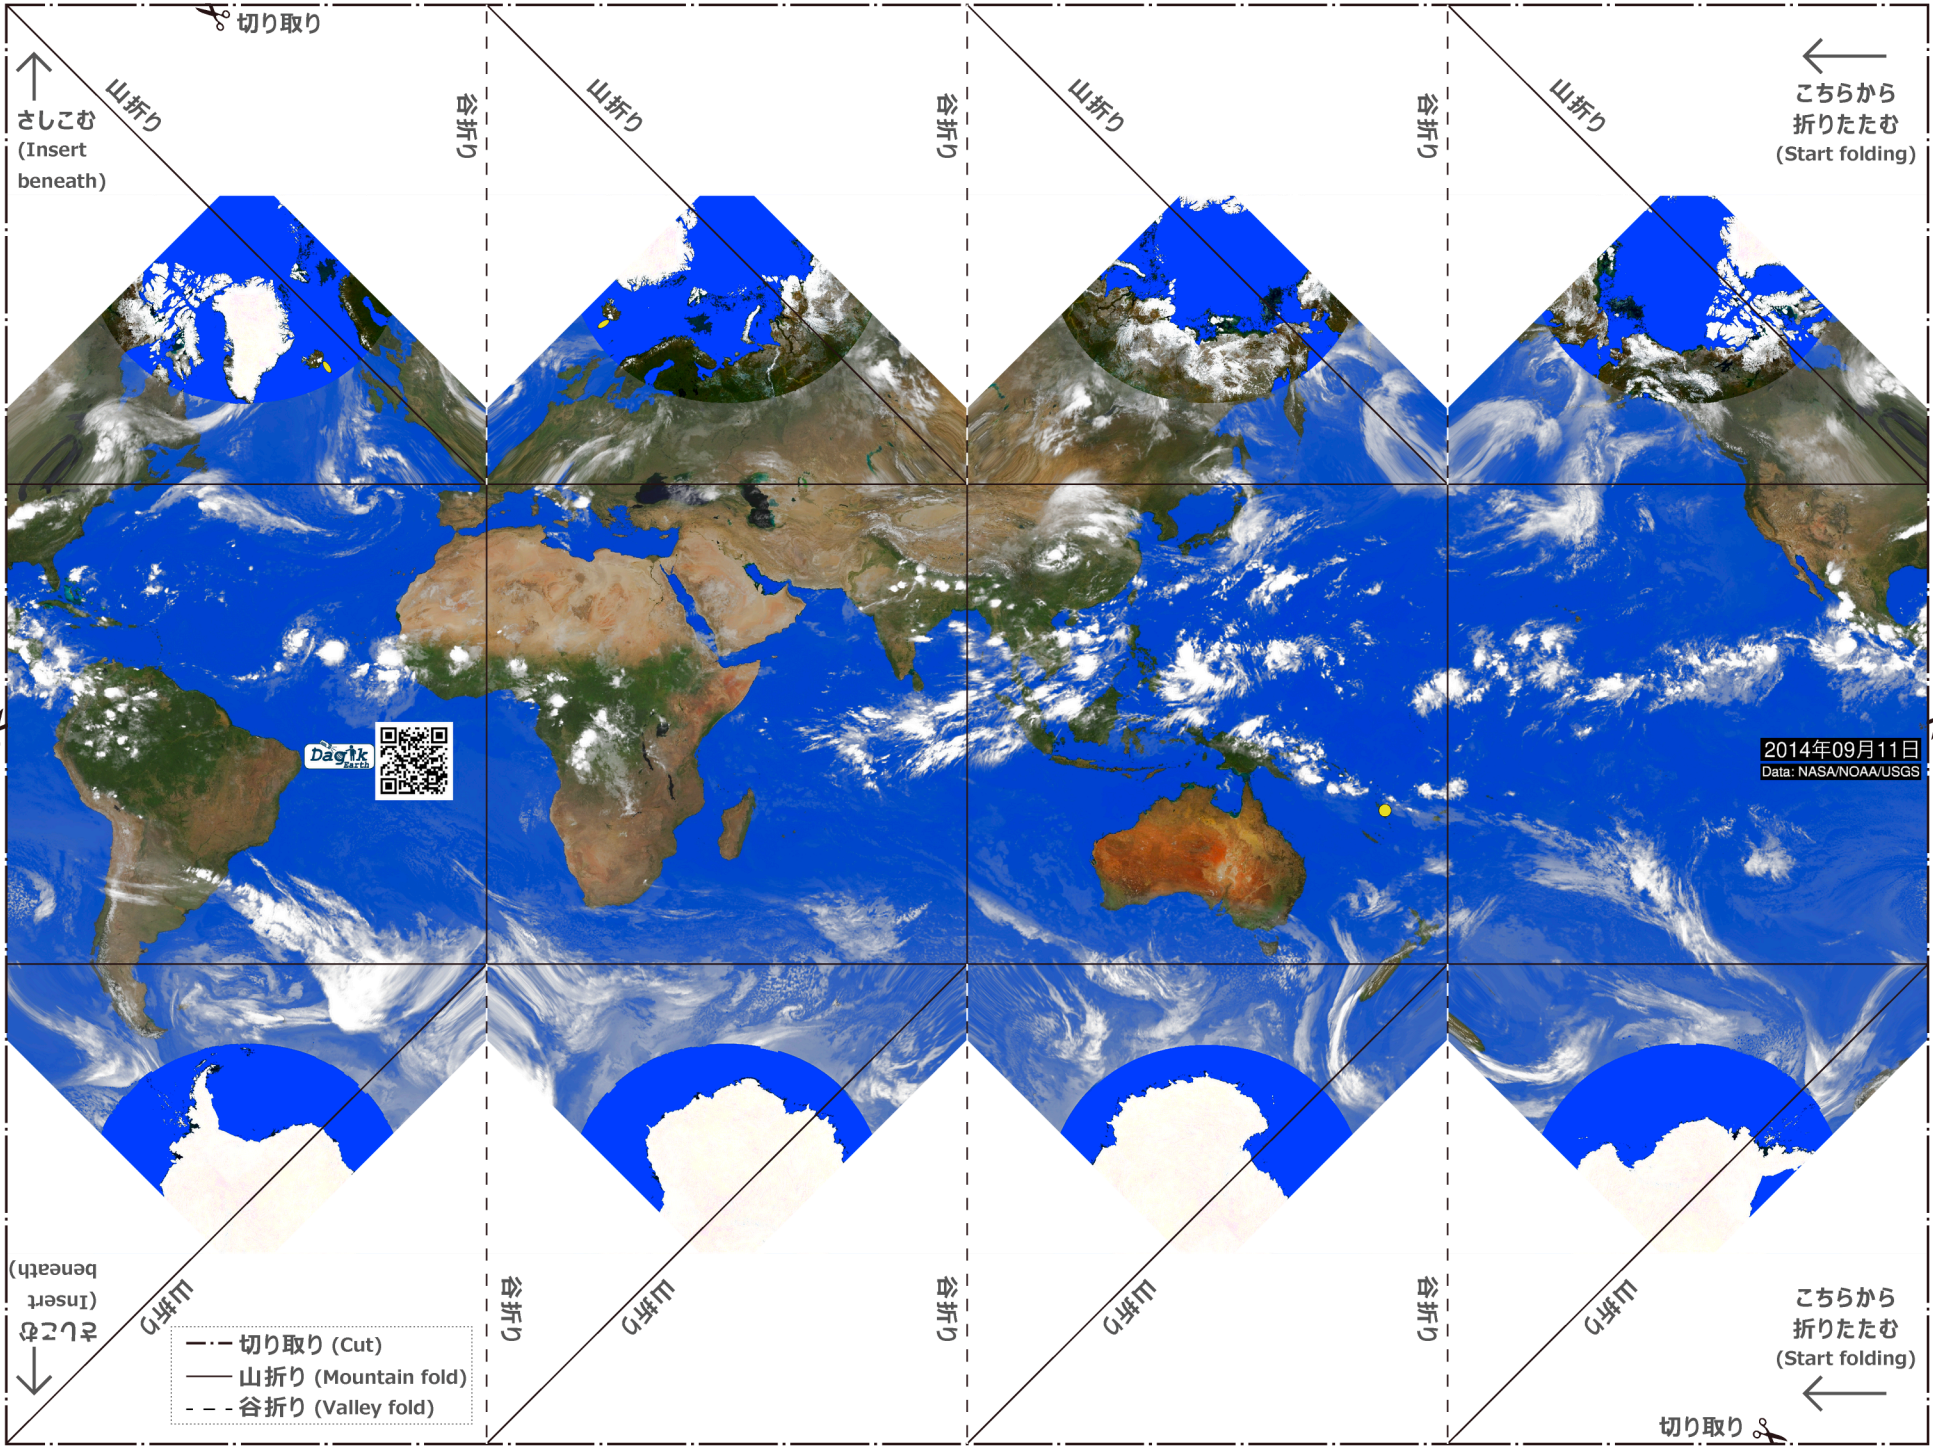 切り取り
山折り
谷折り
山折り
谷折り
山折り
谷折り
山折り
さしこむ
(Insert
beneath)
こちらから
折りたたむ
(Start folding)
Dagik
Earth
2014年09月11日
Data: NASA/NOAA/USGS
さしこむ
(Insert
beneath)
山折り
谷折り
山折り
谷折り
山折り
谷折り
山折り
こちらから
折りたたむ
(Start folding)
切り取り (Cut)
山折り (Mountain fold)
谷折り (Valley fold)
切り取り